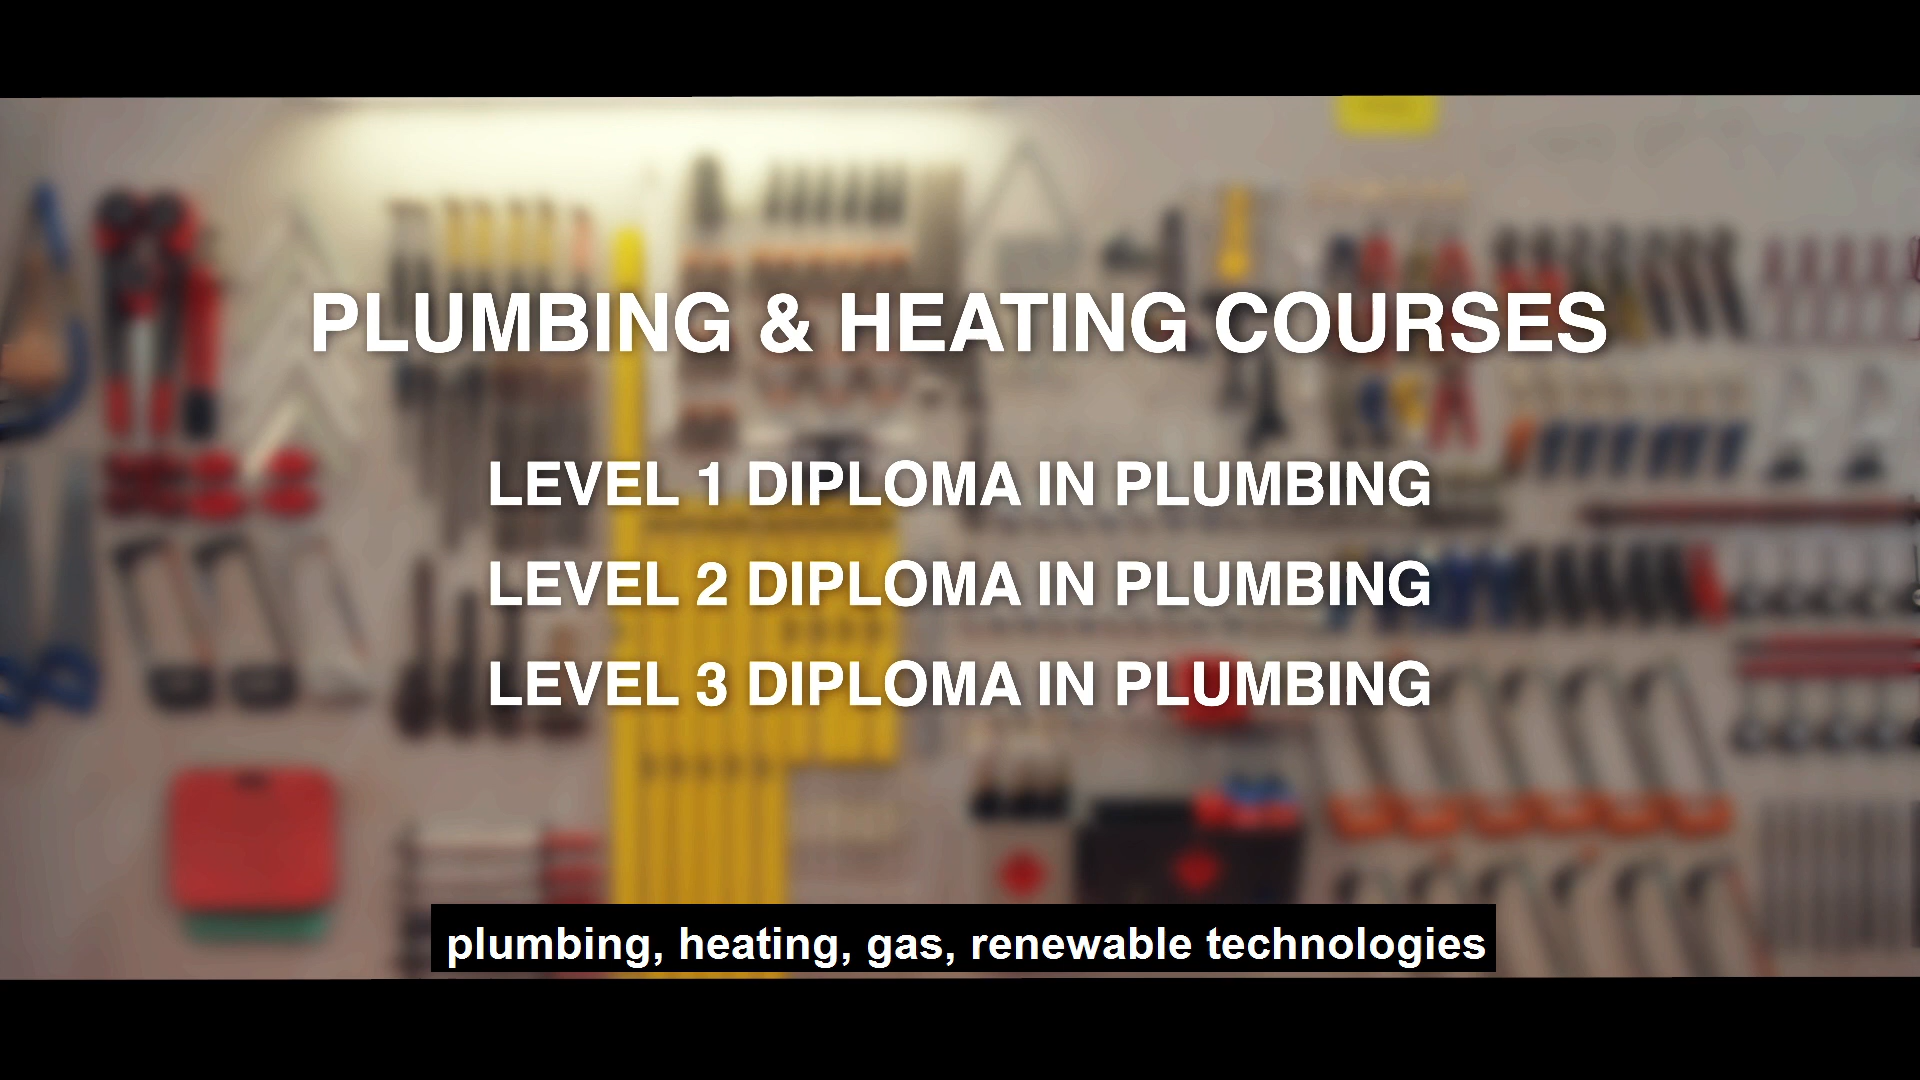 PLUMBING & HEATING COURSES
LEVEL 1 DIPLOMA IN PLUMBING
LEVEL 2 DIPLOMA IN PLUMBING
LEVEL 3 DIPLOMA IN PLUMBING
plumbing, heating, gas, renewable technologies